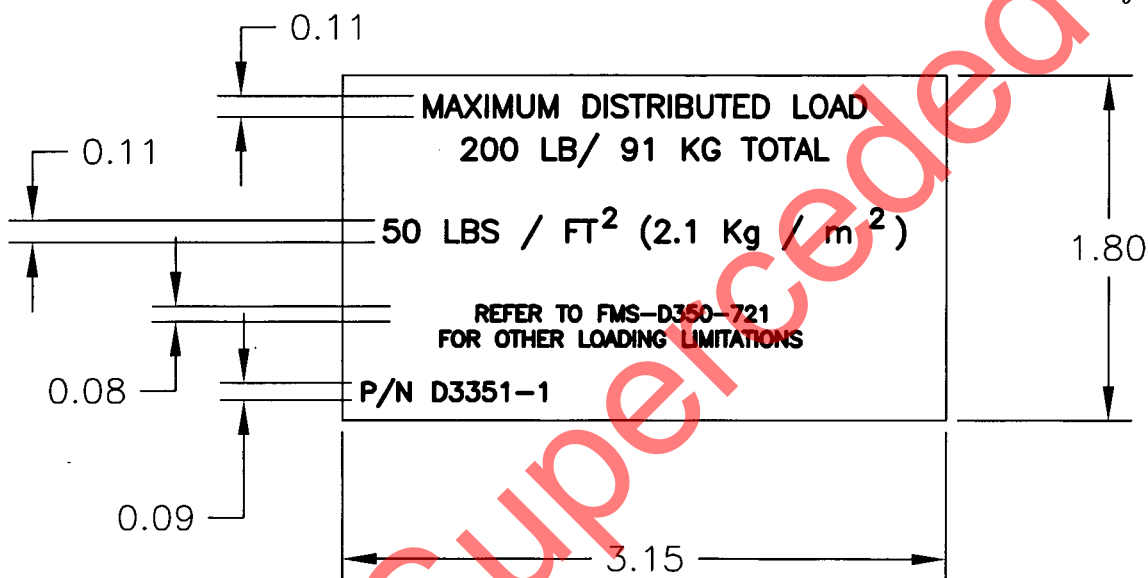 0.11
MAXIMUM DISTRIBUTED LOAD
200 LB/ 91 KG TOTAL
0.11
50 LBS / FT² (2.1 Kg / m²)
1.80
REFER TO FMS-D350-721
FOR OTHER LOADING LIMITATIONS
0.08
P/N D3351-1
0.09
3.15
Superceded